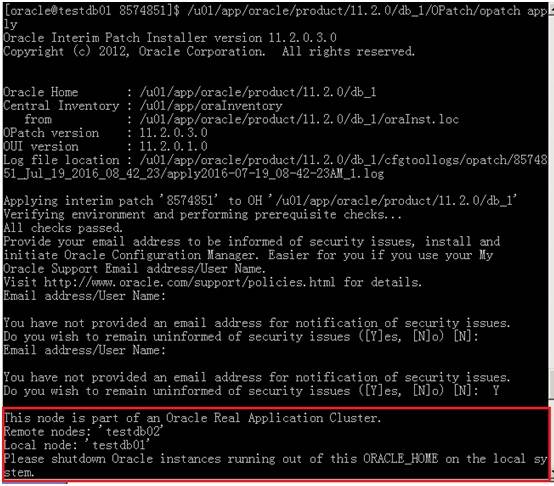 [oracle@testdb01 8574851]$ /u01/app/oracle/product/11.2.0/db_1/OPatch/opatch app
ly
Oracle Interim Patch Installer version 11.2.0.3.0
Copyright (c) 2012, Oracle Corporation.  All rights reserved.
Oracle Home       : /u01/app/oracle/product/11.2.0/db_1
Central Inventory : /u01/app/oraInventory
   from           : /u01/app/oracle/product/11.2.0/db_1/oraInst.loc
OPatch version    : 11.2.0.3.0
OUI version       : 11.2.0.1.0
Log file location : /u01/app/oracle/product/11.2.0/db_1/cfgtoollogs/opatch/85748
51_Jul_19_2016_08_42_23/apply2016-07-19_08-42-23AM_1.log
Applying interim patch '8574851' to OH '/u01/app/oracle/product/11.2.0/db_1'
Verifying environment and performing prerequisite checks...
All checks passed.
Provide your email address to be informed of security issues, install and
initiate Oracle Configuration Manager. Easier for you if you use your My
Oracle Support Email address/User Name.
Visit http://www.oracle.com/support/policies.html for details.
Email address/User Name:
You have not provided an email address for notification of security issues.
Do you wish to remain uninformed of security issues ([Y]es, [N]o) [N]:
Email address/User Name:
You have not provided an email address for notification of security issues.
Do you wish to remain uninformed of security issues ([Y]es, [N]o) [N]:  Y
This node is part of an Oracle Real Application Cluster.
Remote nodes: 'testdb02'
Local node: 'testdb01'
Please shutdown Oracle instances running out of this ORACLE_HOME on the local sy
stem.